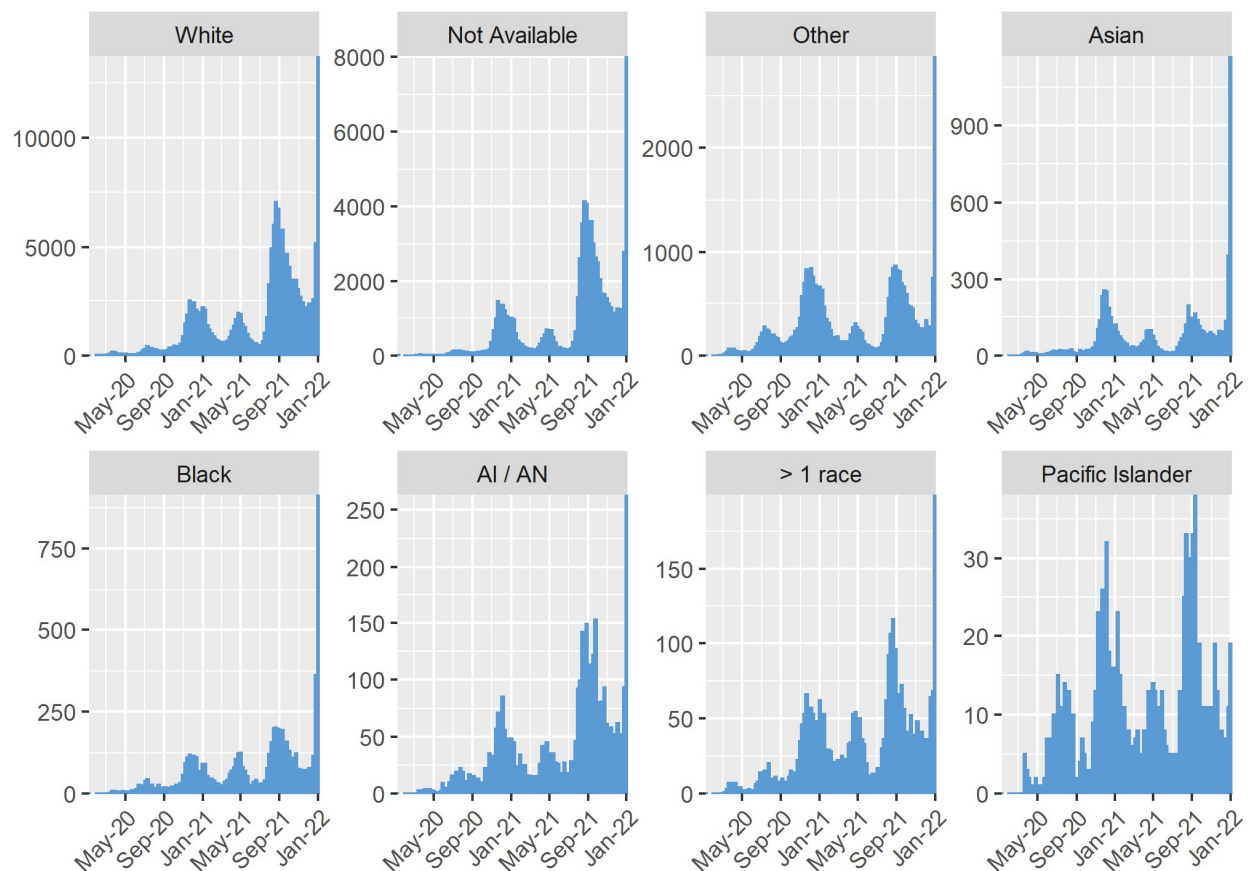 White
Not Available
Other
Asian
10000
5000
0
8000
6000
4000
2000
0
2000
1000
0
900
600
300
0
May-20 Sep-20 Jan-21 May-21 Sep-21 Jan-22
May-20 Sep-20 Jan-21 May-21 Sep-21 Jan-22
May-20 Sep-20 Jan-21 May-21 Sep-21 Jan-22
May-20 Sep-20 Jan-21 May-21 Sep-21 Jan-22
Black
AI / AN
> 1 race
Pacific Islander
750
500
250
0
250
200
150
100
50
0
150
100
50
0
30
20
10
0
May-20 Sep-20 Jan-21 May-21 Sep-21 Jan-22
May-20 Sep-20 Jan-21 May-21 Sep-21 Jan-22
May-20 Sep-20 Jan-21 May-21 Sep-21 Jan-22
May-20 Sep-20 Jan-21 May-21 Sep-21 Jan-22